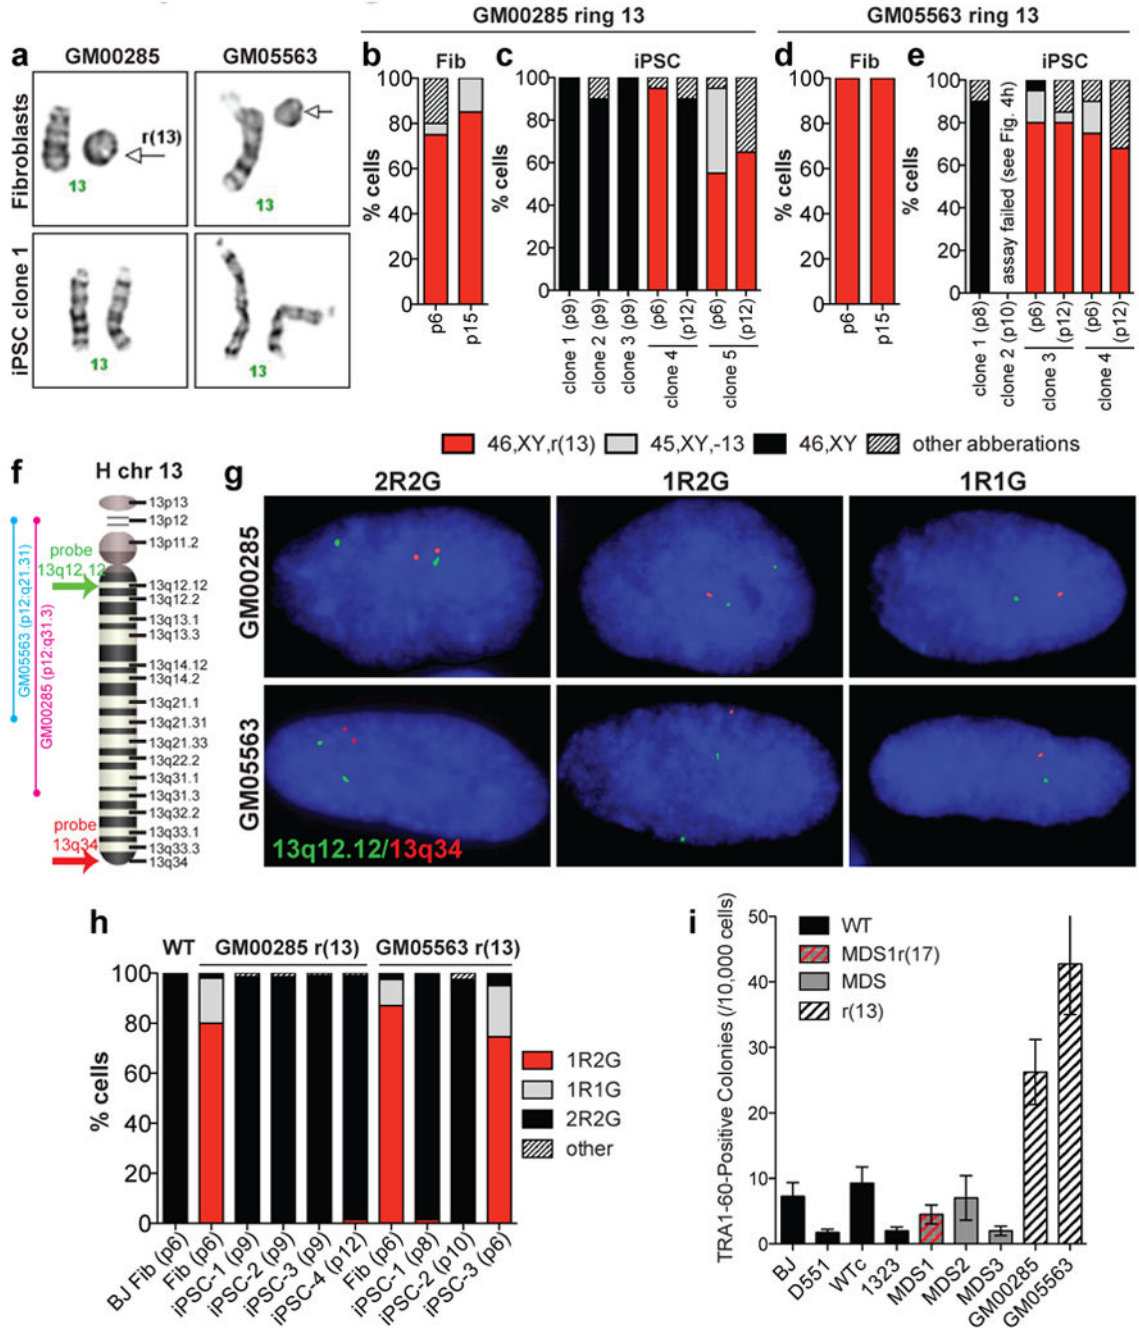 GM00285 ring 13
GM05563 ring 13
a
GM00285
GM05563
Fibroblasts
r(13)
13
13
iPSC clone 1
13
13
b
Fib
% cells
100
80
60
40
20
0
p6
p15
c
iPSC
% cells
100
80
60
40
20
0
clone 1 (p9)
clone 2 (p9)
clone 3 (p9)
(p6)
(p12)
clone 4
(p6)
(p12)
clone 5
d
Fib
% cells
100
80
60
40
20
0
p6
p15
e
iPSC
% cells
100
80
60
40
20
0
assay failed (see Fig. 4h)
clone 1 (p8)
clone 2 (p10)
(p6)
(p12)
clone 3
(p6)
(p12)
clone 4
46,XY,r(13)
45,XY,-13
46,XY
other abberations
f
H chr 13
GM05563 (p12:q21.31)
GM00285 (p12:q31.3)
probe
13q12.12
probe
13q34
13p13
13p12
13p11.2
13q12.12
13q12.2
13q13.1
13q13.3
13q14.12
13q14.2
13q21.1
13q21.31
13q21.33
13q22.2
13q31.1
13q31.3
13q32.2
13q33.1
13q33.3
13q34
g
2R2G
1R2G
1R1G
GM00285
GM05563
13q12.12/13q34
h
WT
GM00285 r(13)
GM05563 r(13)
% cells
100
80
60
40
20
0
BJ Fib (p6)
Fib (p6)
iPSC-1 (p9)
iPSC-2 (p9)
iPSC-3 (p9)
iPSC-4 (p12)
Fib (p6)
iPSC-1 (p8)
iPSC-2 (p10)
iPSC-3 (p6)
1R2G
1R1G
2R2G
other
i
TRA1-60-Positive Colonies (/10,000 cells)
50
40
30
20
10
0
WT
MDS1r(17)
MDS
r(13)
BJ
D551
WTc
1323
MDS1
MDS2
MDS3
GM00285
GM05563